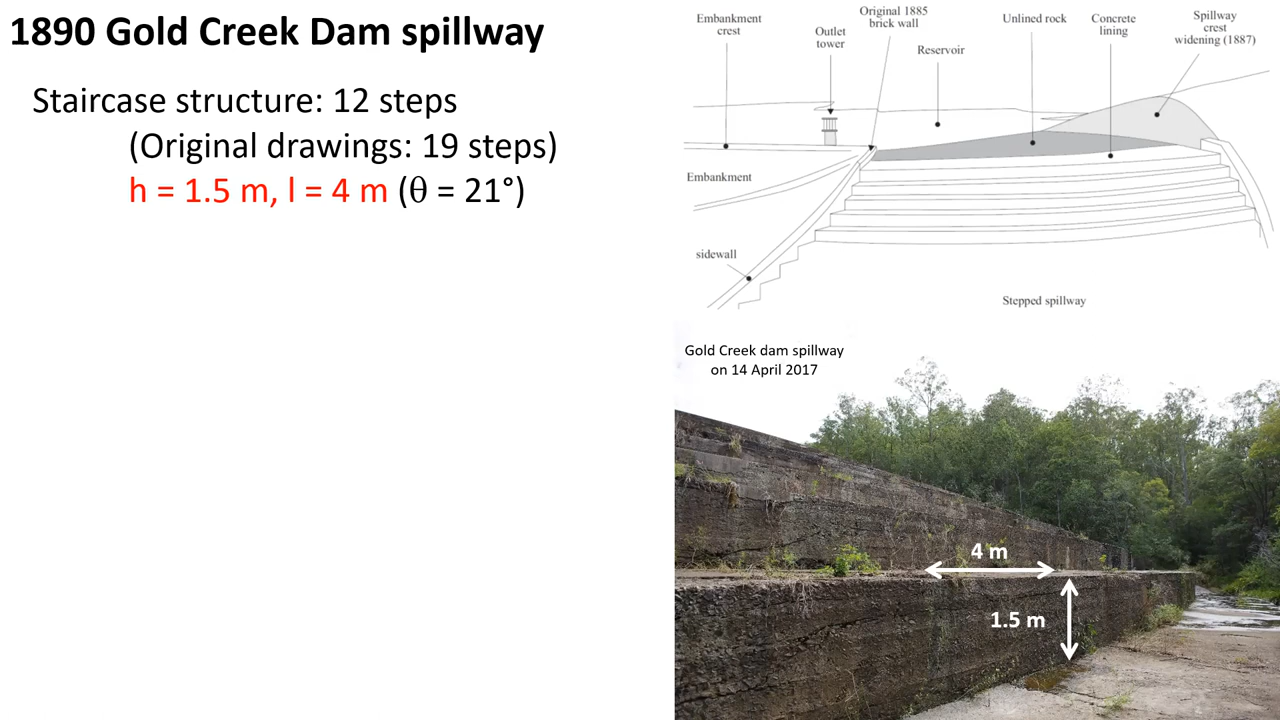 1890 Gold Creek Dam spillway
Staircase structure: 12 steps
(Original drawings: 19 steps)
h = 1.5 m, l = 4 m (θ = 21°)
Embankment
crest
Outlet
tower
Original 1885
brick wall
Reservoir
Unlined rock
Concrete
lining
Spillway
crest
widening (1887)
Embankment
sidewall
Stepped spillway
Gold Creek dam spillway
on 14 April 2017
4 m
1.5 m